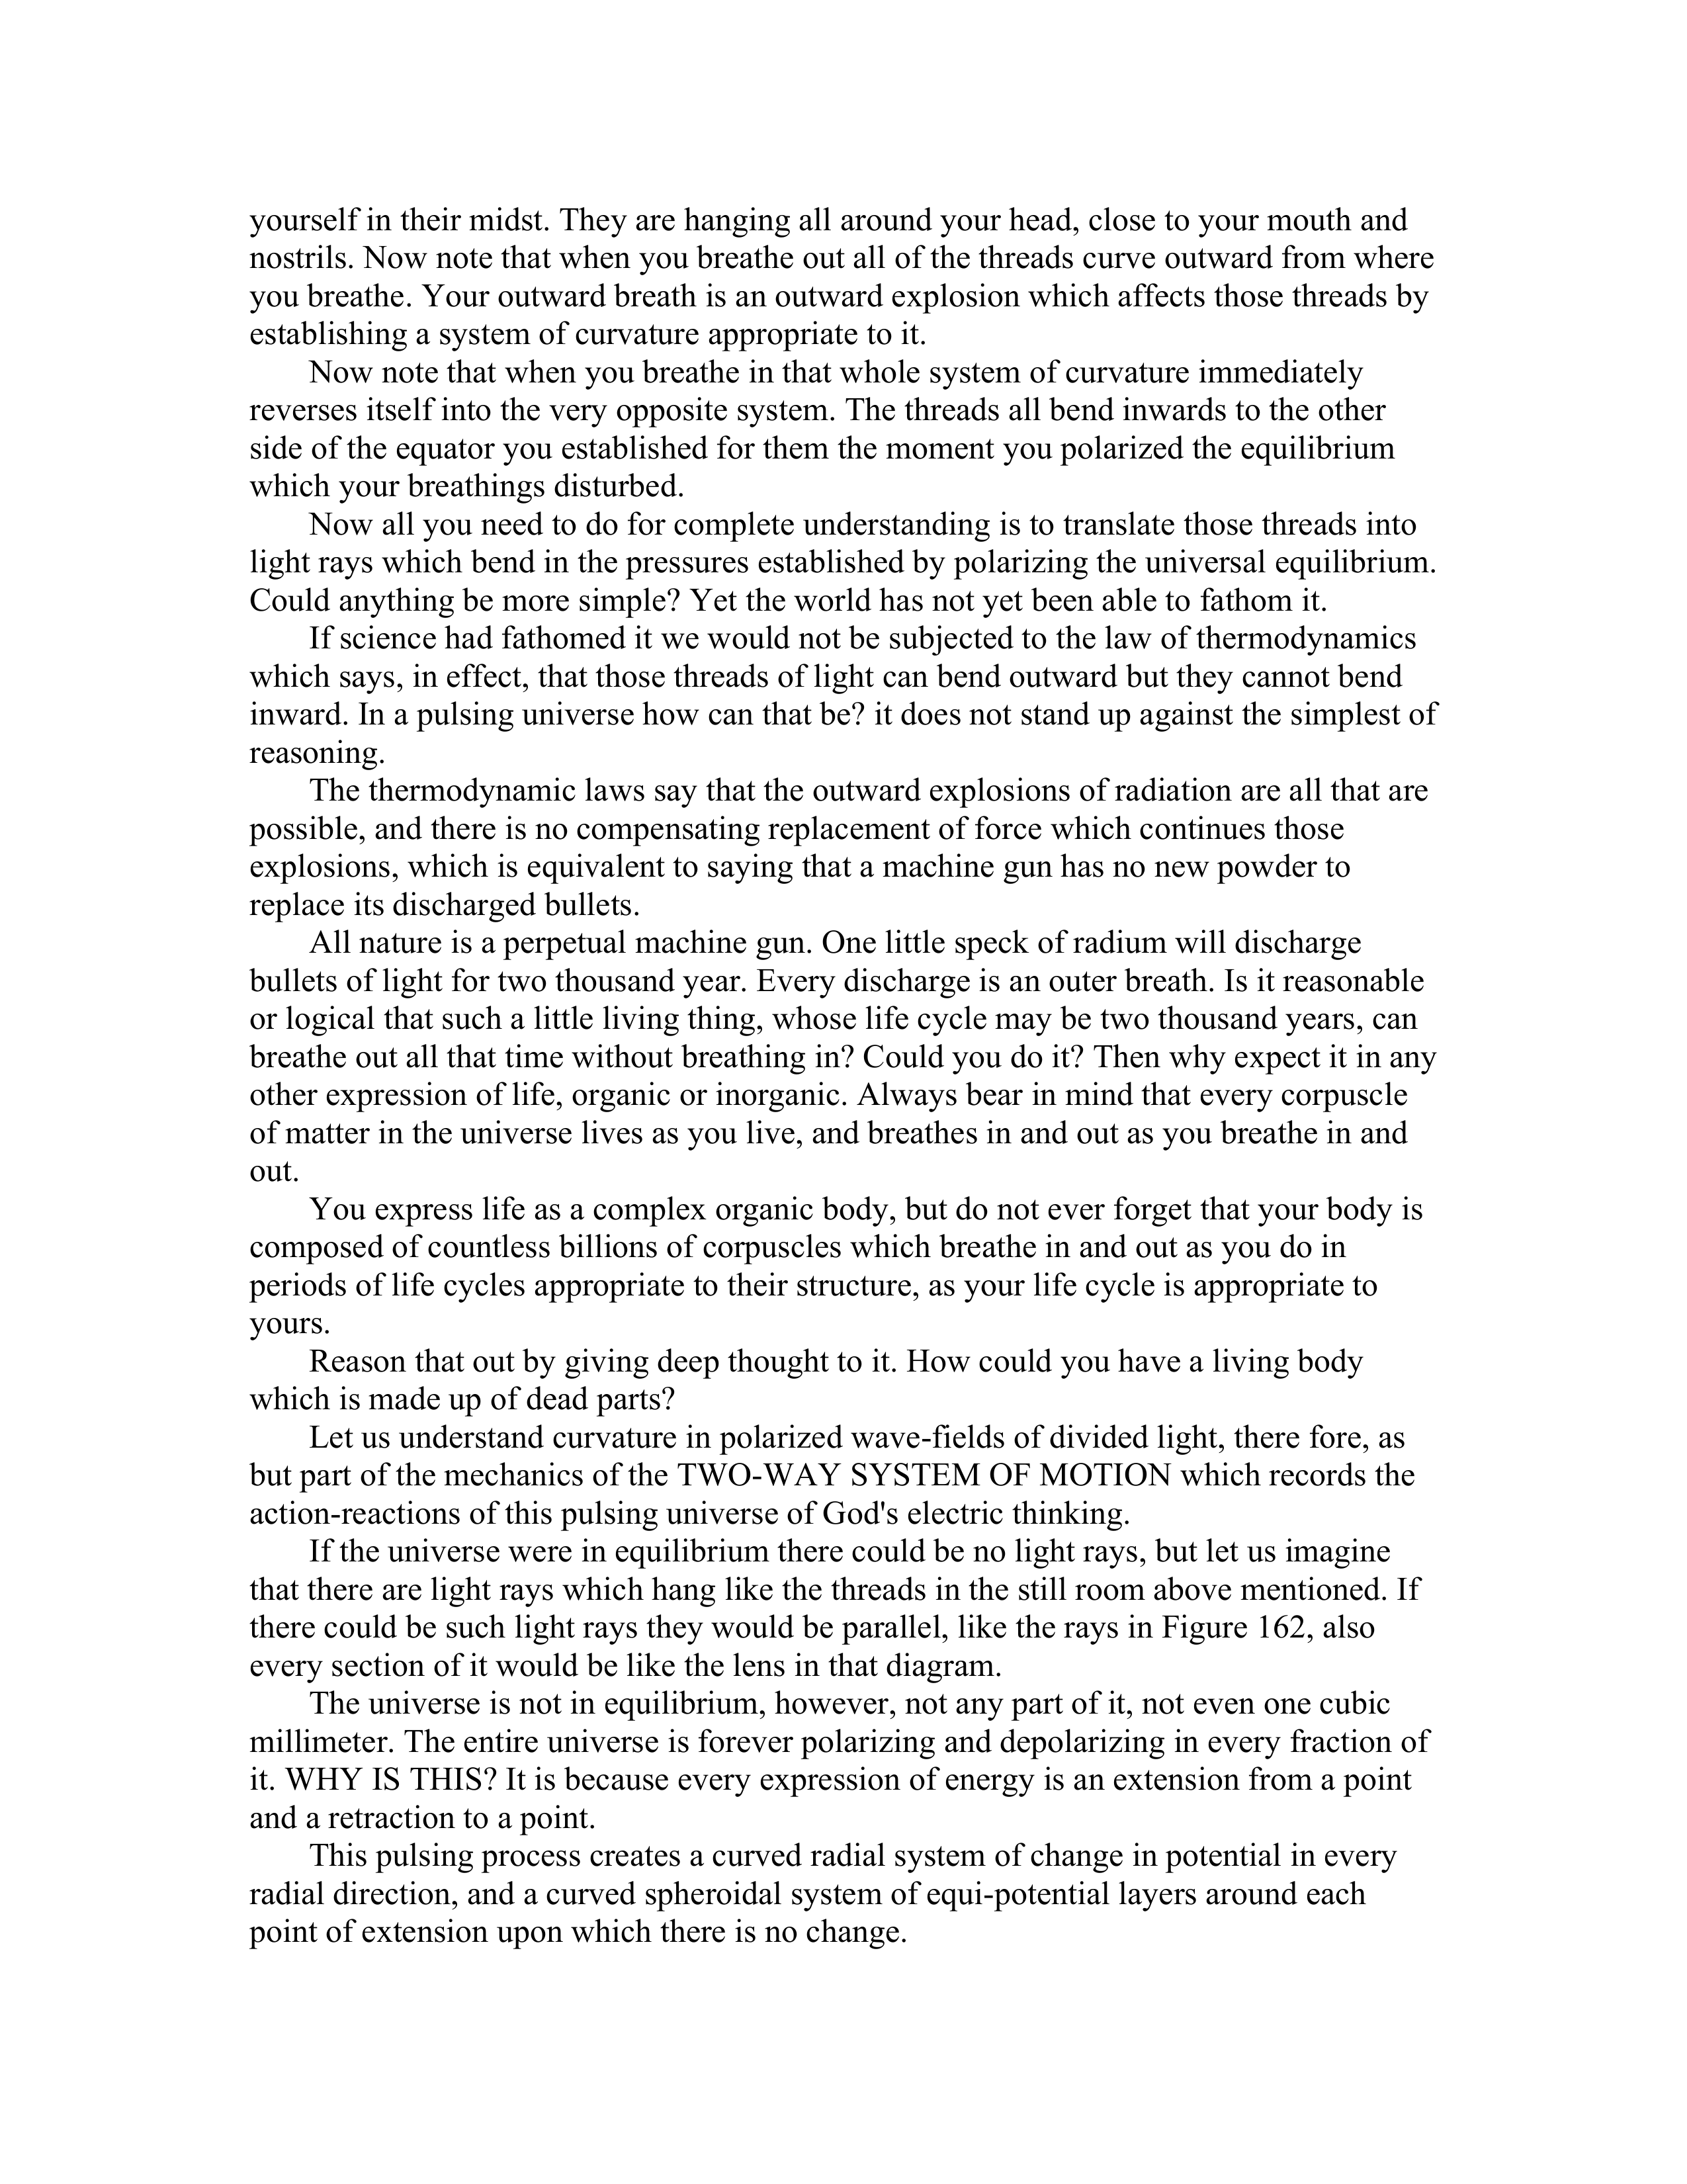 yourself in their midst. They are hanging all around your head, close to your mouth and
nostrils. Now note that when you breathe out all of the threads curve outward from where
you breathe. Your outward breath is an outward explosion which affects those threads by
establishing a system of curvature appropriate to it.
Now note that when you breathe in that whole system of curvature immediately
reverses itself into the very opposite system. The threads all bend inwards to the other
side of the equator you established for them the moment you polarized the equilibrium
which your breathings disturbed.
Now all you need to do for complete understanding is to translate those threads into
light rays which bend in the pressures established by polarizing the universal equilibrium.
Could anything be more simple? Yet the world has not yet been able to fathom it.
If science had fathomed it we would not be subjected to the law of thermodynamics
which says, in effect, that those threads of light can bend outward but they cannot bend
inward. In a pulsing universe how can that be? it does not stand up against the simplest of
reasoning.
The thermodynamic laws say that the outward explosions of radiation are all that are
possible, and there is no compensating replacement of force which continues those
explosions, which is equivalent to saying that a machine gun has no new powder to
replace its discharged bullets.
All nature is a perpetual machine gun. One little speck of radium will discharge
bullets of light for two thousand year. Every discharge is an outer breath. Is it reasonable
or logical that such a little living thing, whose life cycle may be two thousand years, can
breathe out all that time without breathing in? Could you do it? Then why expect it in any
other expression of life, organic or inorganic. Always bear in mind that every corpuscle
of matter in the universe lives as you live, and breathes in and out as you breathe in and
out.
You express life as a complex organic body, but do not ever forget that your body is
composed of countless billions of corpuscles which breathe in and out as you do in
periods of life cycles appropriate to their structure, as your life cycle is appropriate to
yours.
Reason that out by giving deep thought to it. How could you have a living body
which is made up of dead parts?
Let us understand curvature in polarized wave-fields of divided light, there fore, as
but part of the mechanics of the TWO-WAY SYSTEM OF MOTION which records the
action-reactions of this pulsing universe of God's electric thinking.
If the universe were in equilibrium there could be no light rays, but let us imagine
that there are light rays which hang like the threads in the still room above mentioned. If
there could be such light rays they would be parallel, like the rays in Figure 162, also
every section of it would be like the lens in that diagram.
The universe is not in equilibrium, however, not any part of it, not even one cubic
millimeter. The entire universe is forever polarizing and depolarizing in every fraction of
it. WHY IS THIS? It is because every expression of energy is an extension from a point
and a retraction to a point.
This pulsing process creates a curved radial system of change in potential in every
radial direction, and a curved spheroidal system of equi-potential layers around each
point of extension upon which there is no change.